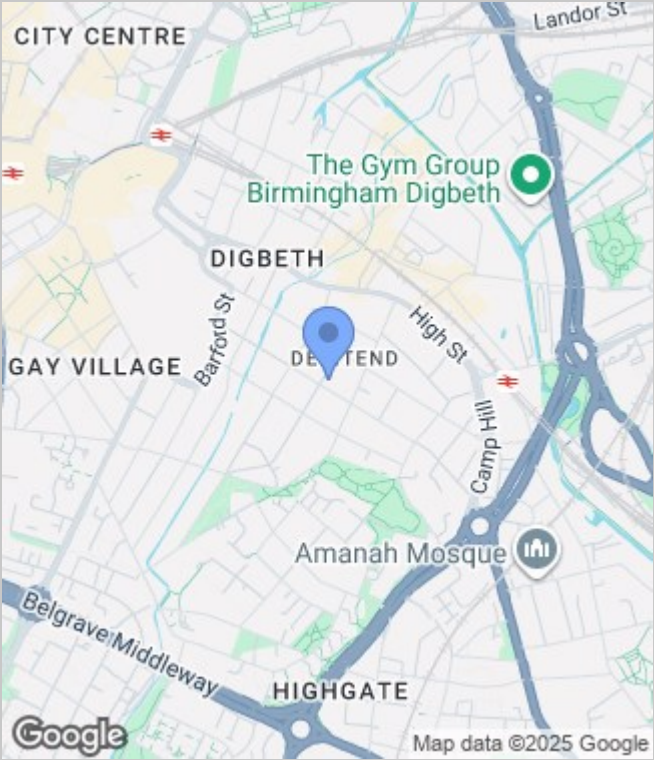 Landor St
CITY CENTRE
The Gym Group
Birmingham Digbeth
DIGBETH
Barford St
High St
GAY VILLAGE
Camp Hill
Amanah Mosque
Belgrave Middleway
HIGHGATE
Google
Map data ©2025 Google